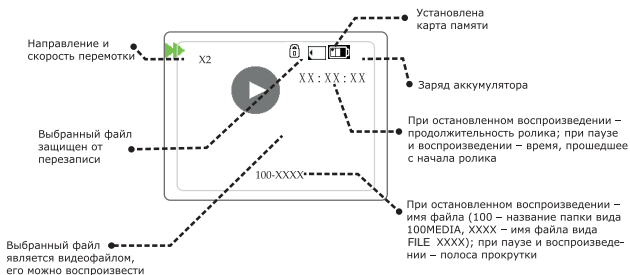 Установлена
карта памяти
Направление и
скорость перемотки
X2
XX:XX:XX
Заряд аккумулятора
При остановленном воспроизведении –
продолжительность ролика; при паузе
и воспроизведении – время, прошедшее
с начала ролика
Выбранный файл
защищен от
перезаписи
100-XXXX
При остановленном воспроизведении –
имя файла (100 – название папки вида
100MEDIA, XXXX – имя файла вида
FILE XXXX); при паузе и воспроизведе-
нии – полоса прокрутки
Выбранный файл
является видеофайлом,
его можно воспроизвести